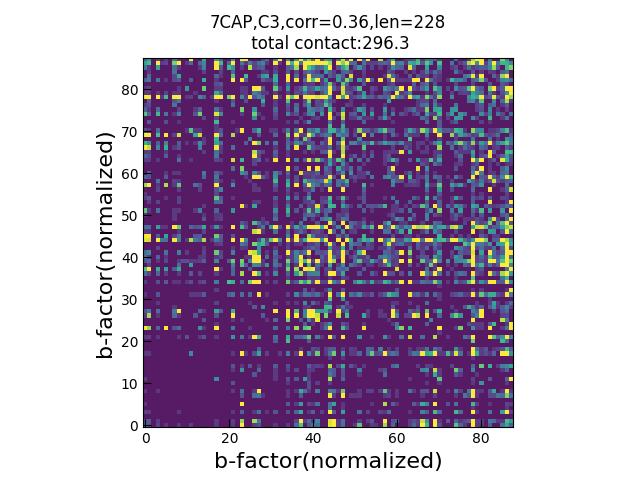 7CAP,C3,corr=0.36,len=228
total contact:296.3
b-factor(normalized)
80
70
60
50
40
30
20
10
0
0 20 40 60 80
b-factor(normalized)